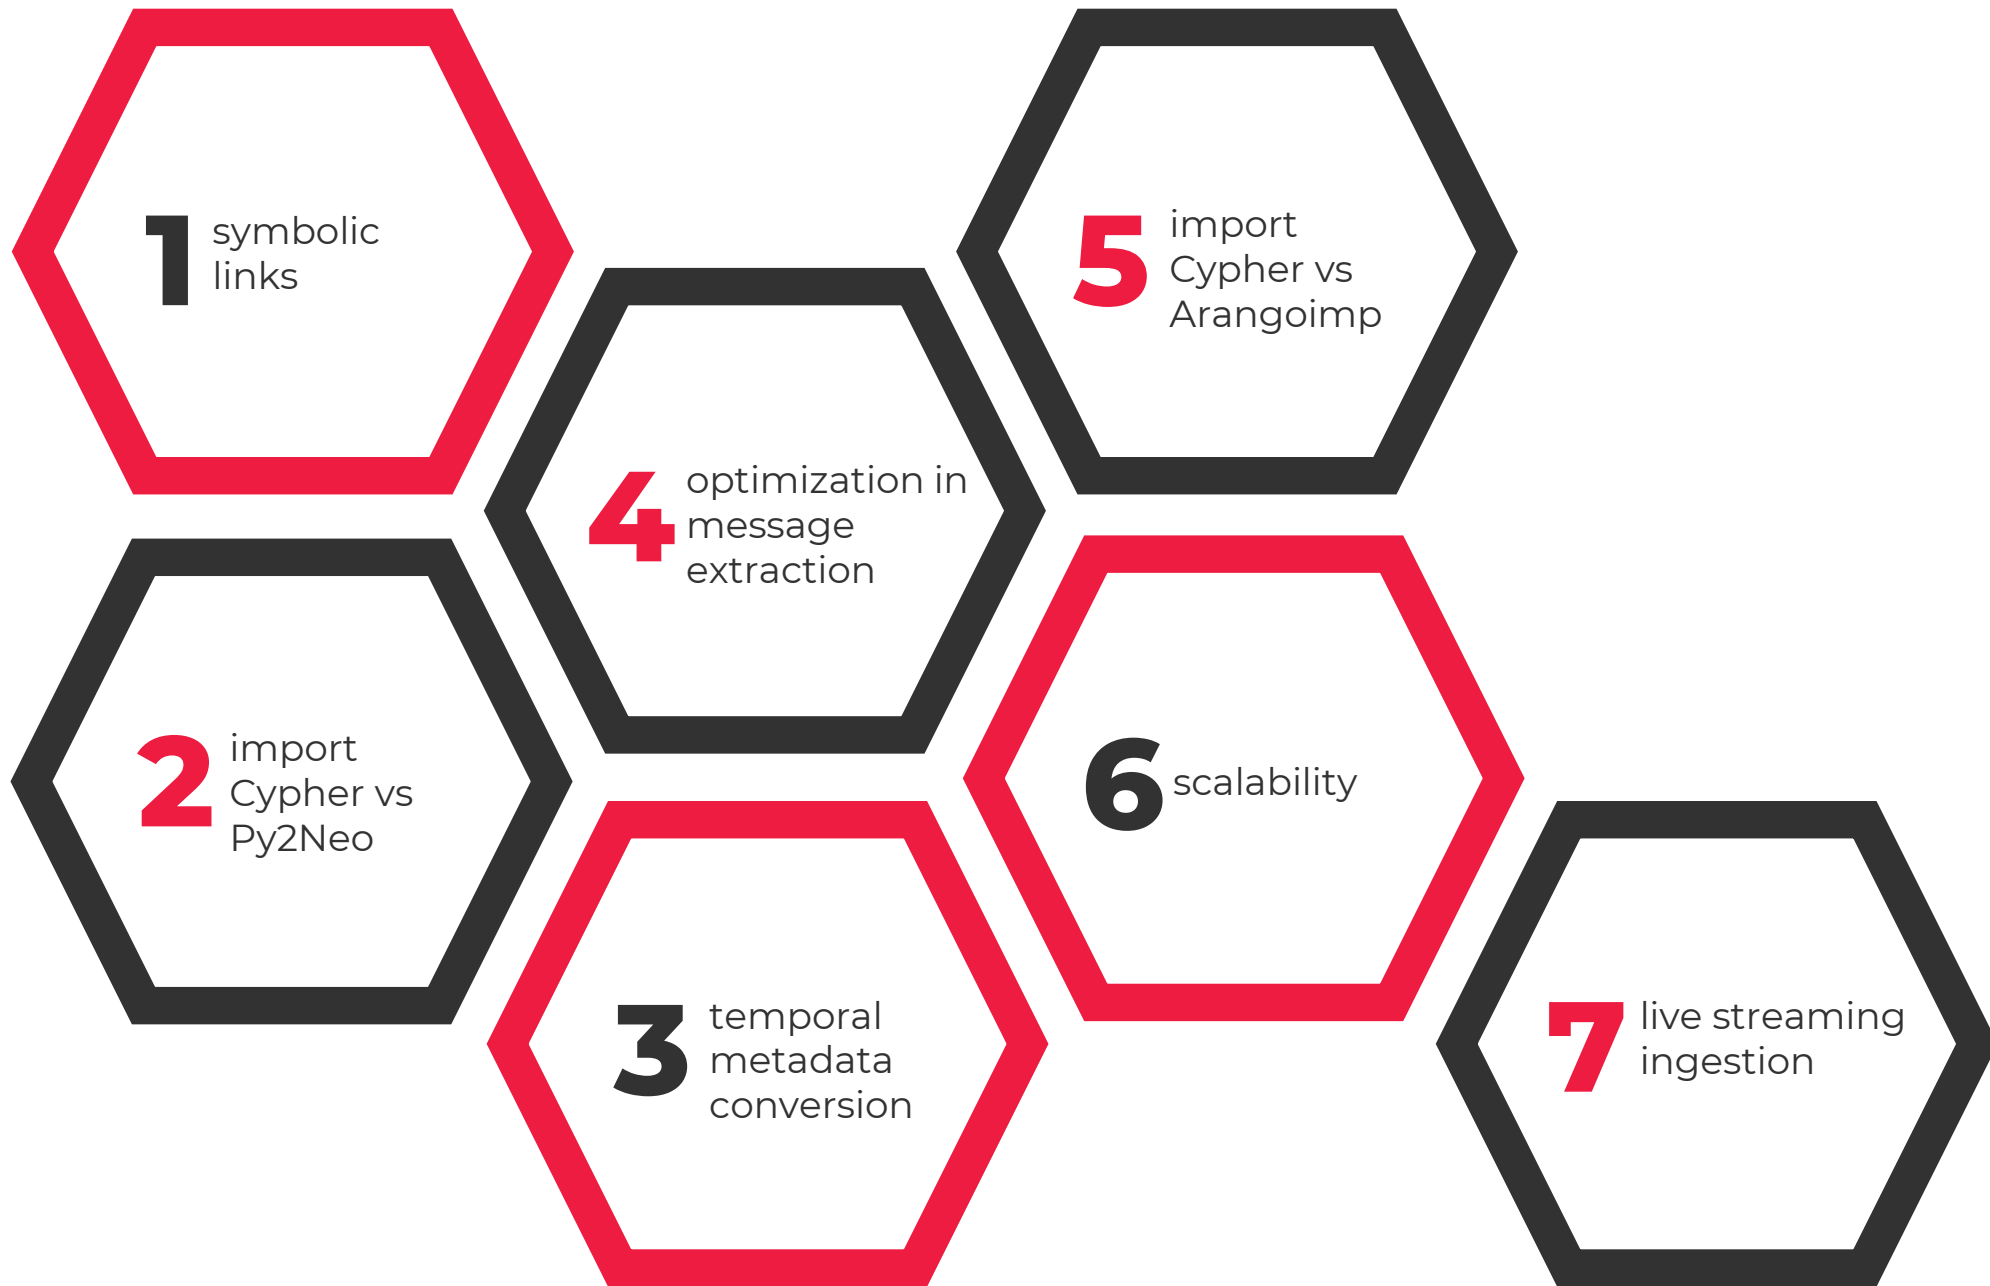 1 symbolic
links
2 import
Cypher vs
Py2Neo
3 temporal
metadata
conversion
4 optimization in
message
extraction
5 import
Cypher vs
Arangoimp
6 scalability
7 live streaming
ingestion